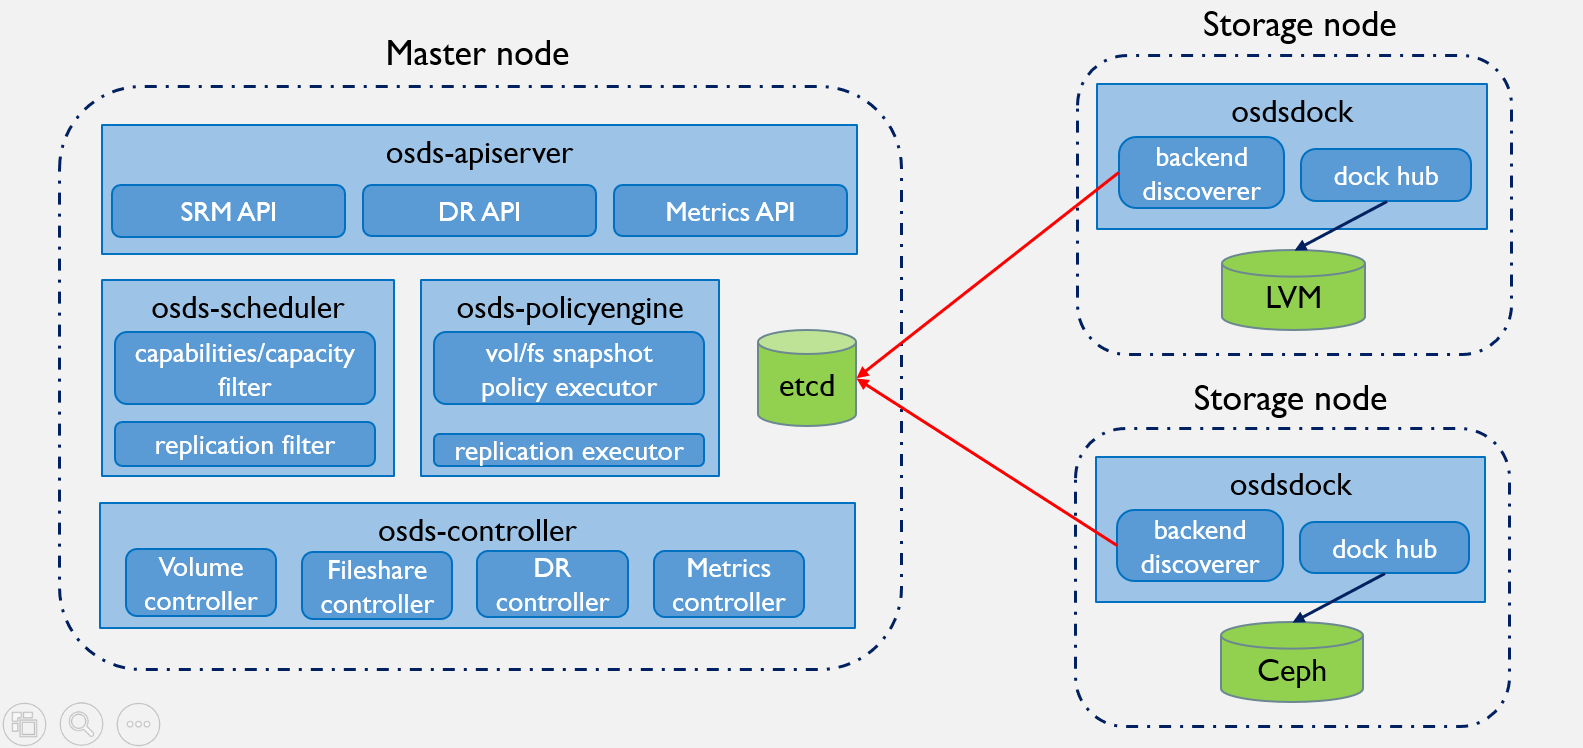 Master node
osds-apiserver
SRM API
DR API
Metrics API
osds-scheduler
capabilities/capacity
filter
replication filter
osds-policyengine
vol/fs snapshot
policy executor
replication executor
etcd
osds-controller
Volume
controller
Fileshare
controller
DR
controller
Metrics
controller
Storage node
osdsdock
backend
discoverer
dock hub
LVM
Storage node
osdsdock
backend
discoverer
dock hub
Ceph